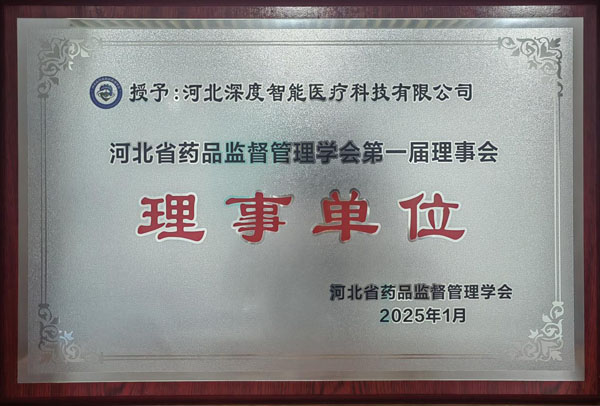 授予:河北深度智能医疗科技有限公司
河北省药品监督管理学会第一届理事会
理事单位
河北省药品监督管理学会
2025年1月